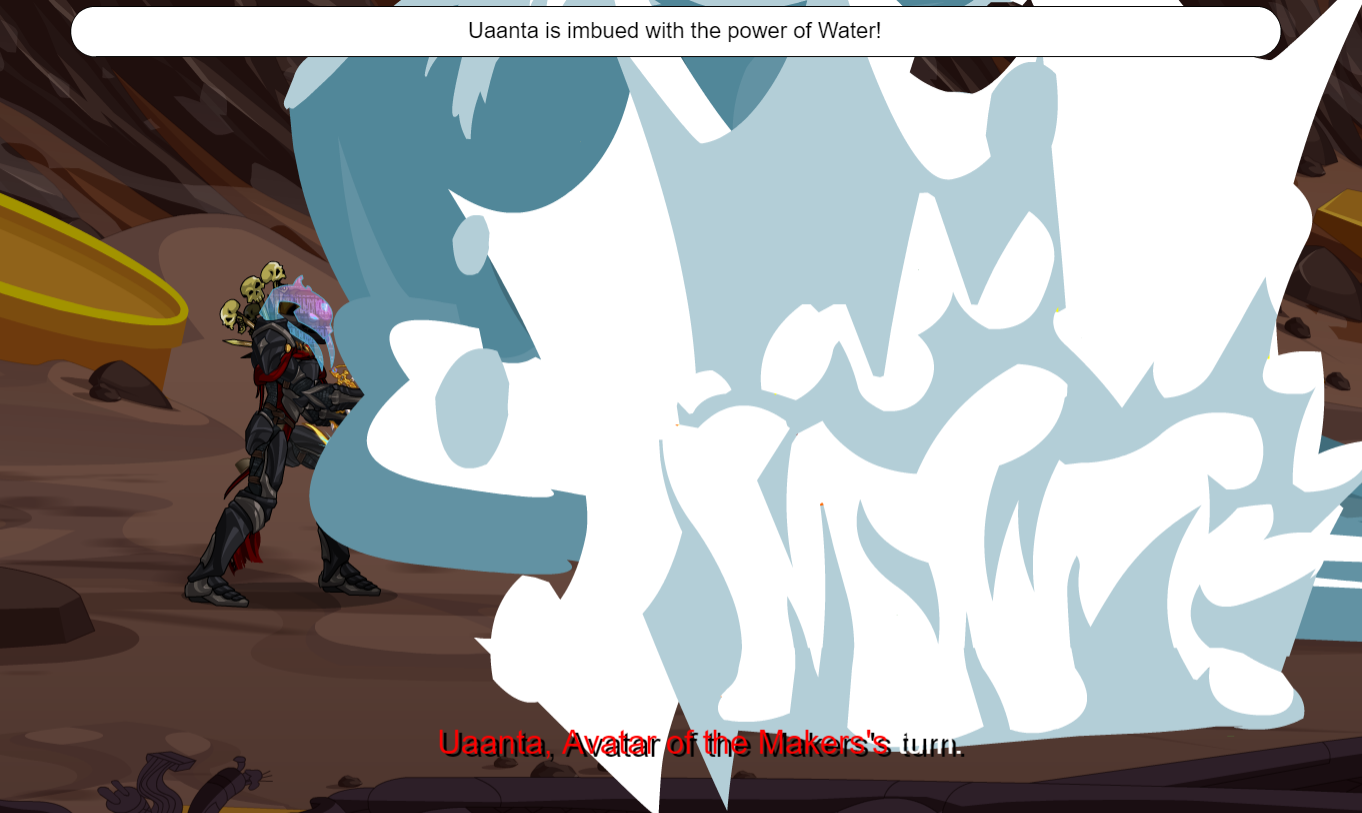 Uaanta is imbued with the power of Water!
Uaanta, Avatar of the Makers's turn.